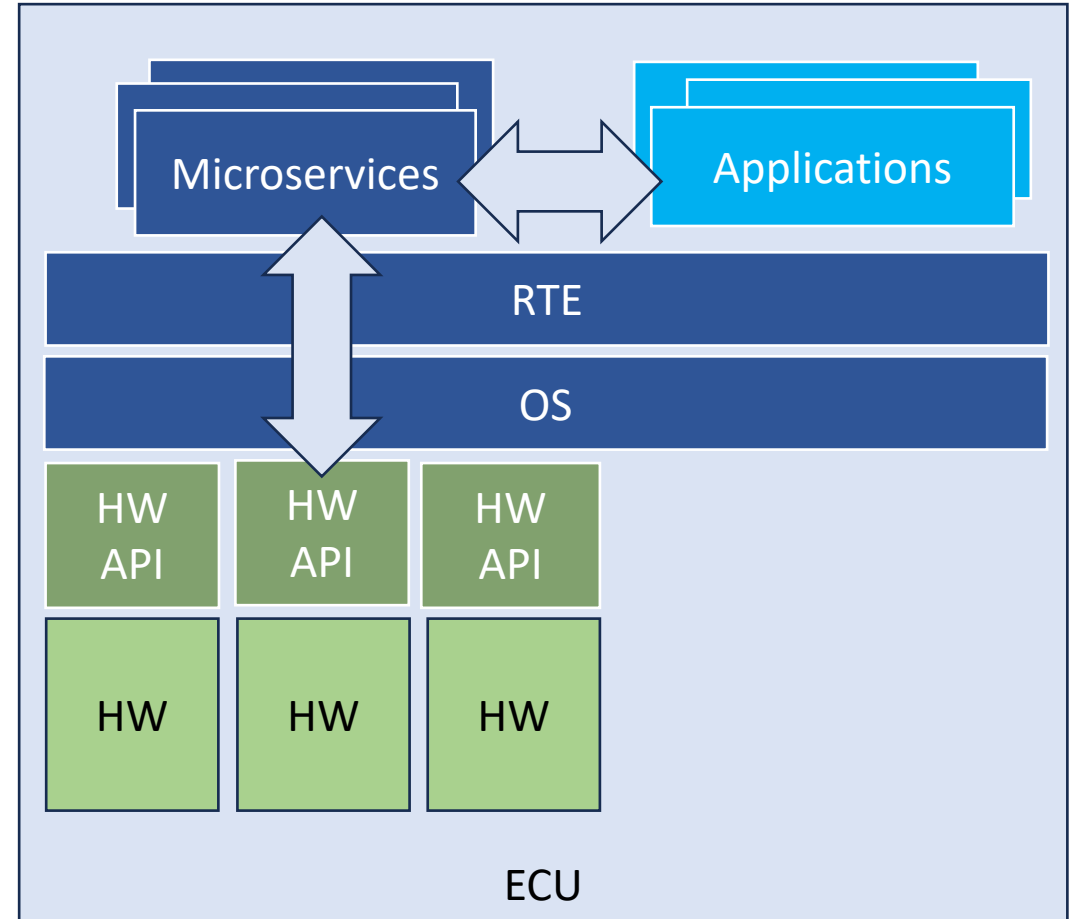 Microservices
Applications
RTE
OS
HW
API
HW
API
HW
API
HW
HW
HW
ECU